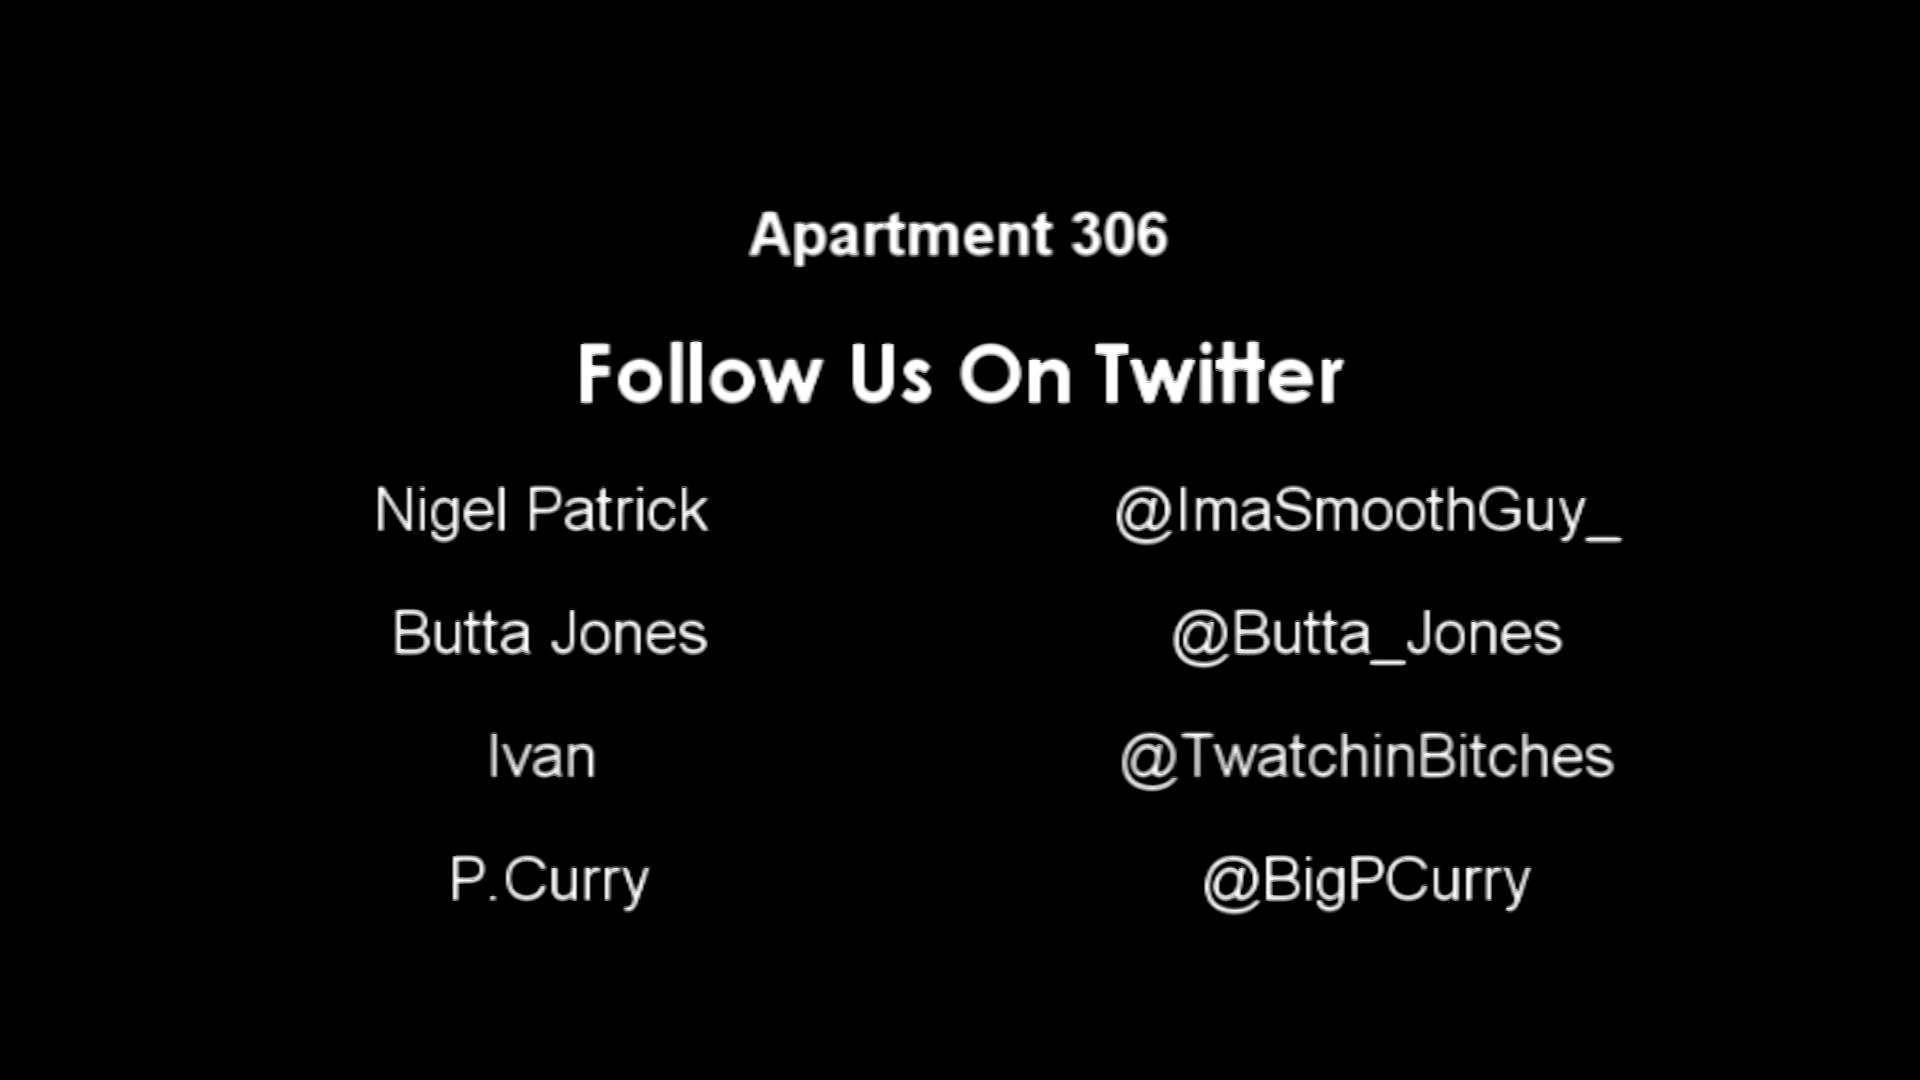 Apartment 306
Follow Us On Twitter
Nigel Patrick @ImaSmoothGuy_
Butta Jones @Butta_Jones
Ivan @TwatchinBitches
P.Curry @BigPCurry